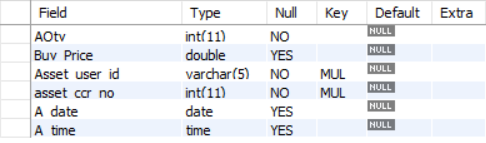 Field Type Null Key Default Extra
AQty int(11) NO NULL
Buy Price double YES NULL
Asset user id varchar(5) NO MUL NULL
asset ccr no int(11) NO MUL NULL
A date date YES NULL
A time time YES NULL